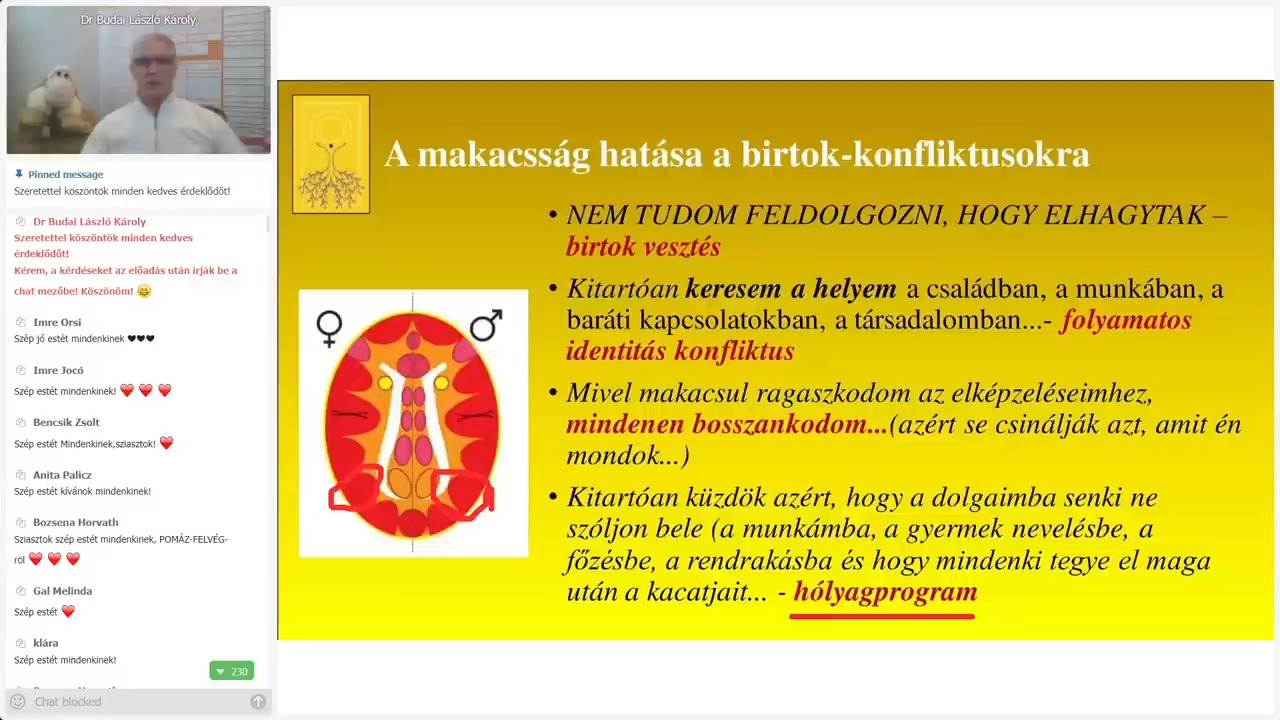 Dr Budai László Károly
Pinned message
Szeretettel köszöntök minden kedves érdeklődőt!
Dr Budai László Károly
Szeretettel köszöntök minden kedves
érdeklődőt!
Kérem, a kérdéseket az előadás után írják be a
chat mezőbe! Köszönöm! 😄
Imre Orsi
Szèp jó estèt mindenkinek ♥♥♥
Imre Jocó
Szép estét mindenkinek! ❤ ❤ ❤
Bencsik Zsolt
Szép estét Mindenkinek,sziasztok! ❤
Anita Palicz
Szép estét kívánok mindenkinek!
Bozsena Horvath
Sziasztok szép estét mindenkinek, POMÁZ-FELVÉG-
ről ❤ ❤ ❤
Gal Melinda
Szép estét ❤
klára
Szép estét mindenkinek!
230
Chat blocked
A makacsság hatása a birtok-konfliktusokra
• NEM TUDOM FELDOLGOZNI, HOGY ELHAGYTAK –
birtok vesztés
• Kitartóan keresem a helyem a családban, a munkában, a
baráti kapcsolatokban, a társadalomban...- folyamatos
identitás konfliktus
• Mivel makacsul ragaszkodom az elképzeléseimhez,
mindenen bosszankodom...(azért se csinálják azt, amit én
mondok...)
• Kitartóan küzdök azért, hogy a dolgaimba senki ne
szóljon bele (a munkámba, a gyermek nevelésbe, a
főzésbe, a rendrakásba és hogy mindenki tegye el maga
után a kacatjait... - hólyagprogram